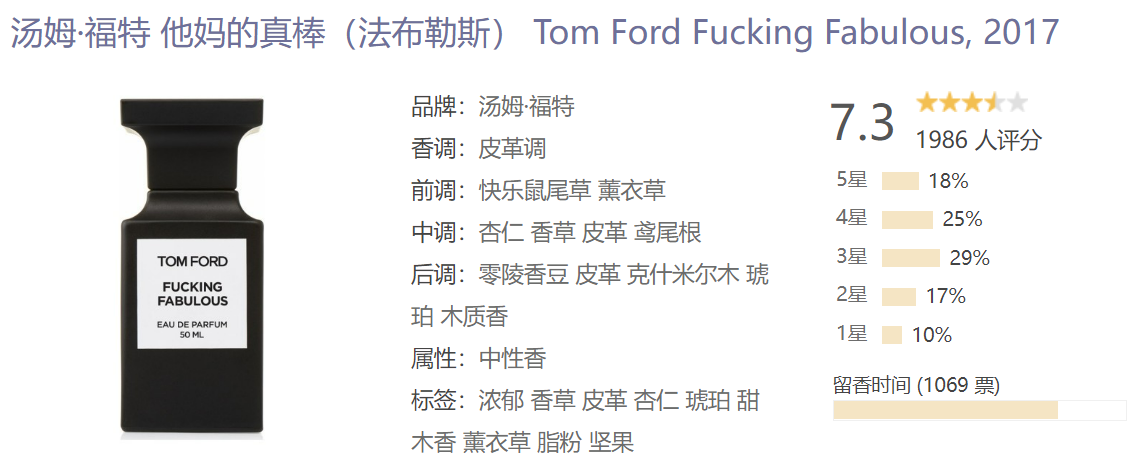 汤姆·福特 他妈的真棒（法布勒斯） Tom Ford Fucking Fabulous, 2017
TOM FORD
FUCKING
FABULOUS
EAU DE PARFUM
50 ML
品牌：汤姆·福特
香调：皮革调
前调：快乐鼠尾草 薰衣草
中调：杏仁 香草 皮革 鸢尾根
后调：零陵香豆 皮革 克什米尔木 琥
珀 木质香
属性：中性香
标签：浓郁 香草 皮革 杏仁 琥珀 甜
木香 薰衣草 脂粉 坚果
7.3
1986 人评分
5星 18%
4星 25%
3星 29%
2星 17%
1星 10%
留香时间 (1069 票)